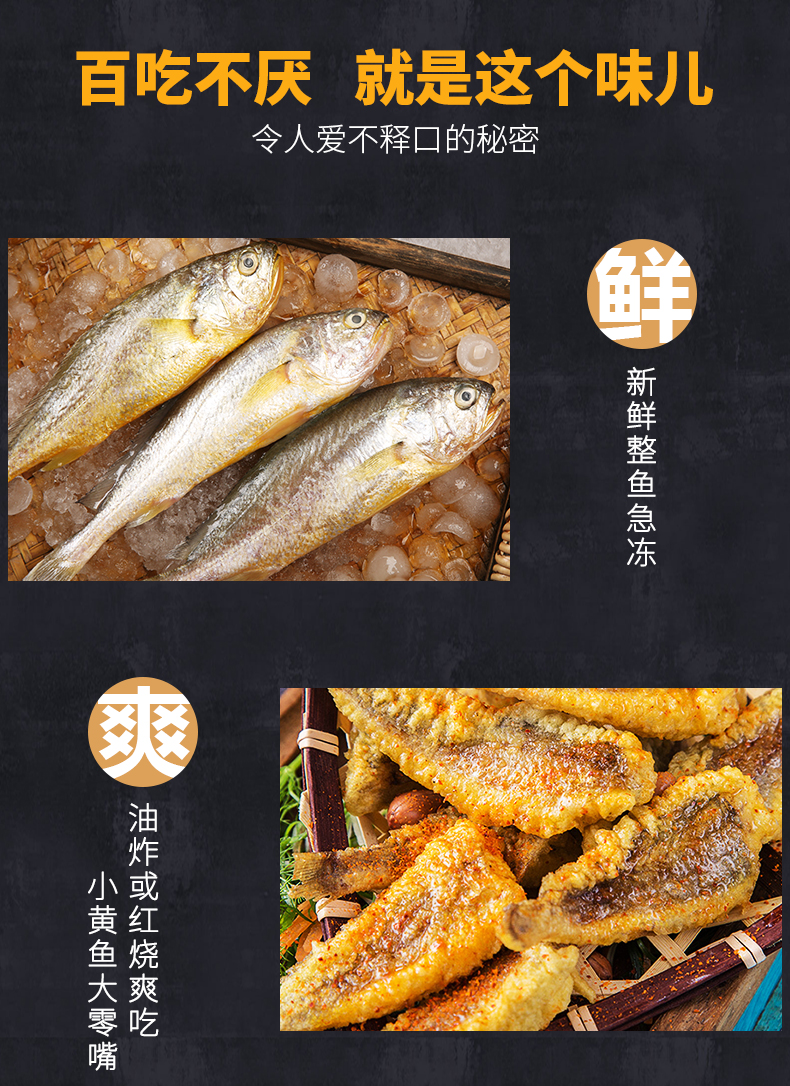 百吃不厌 就是这个味儿
令人爱不释口的秘密
鲜
新鲜整鱼急冻
爽
油炸或红烧爽吃
小黄鱼大零嘴